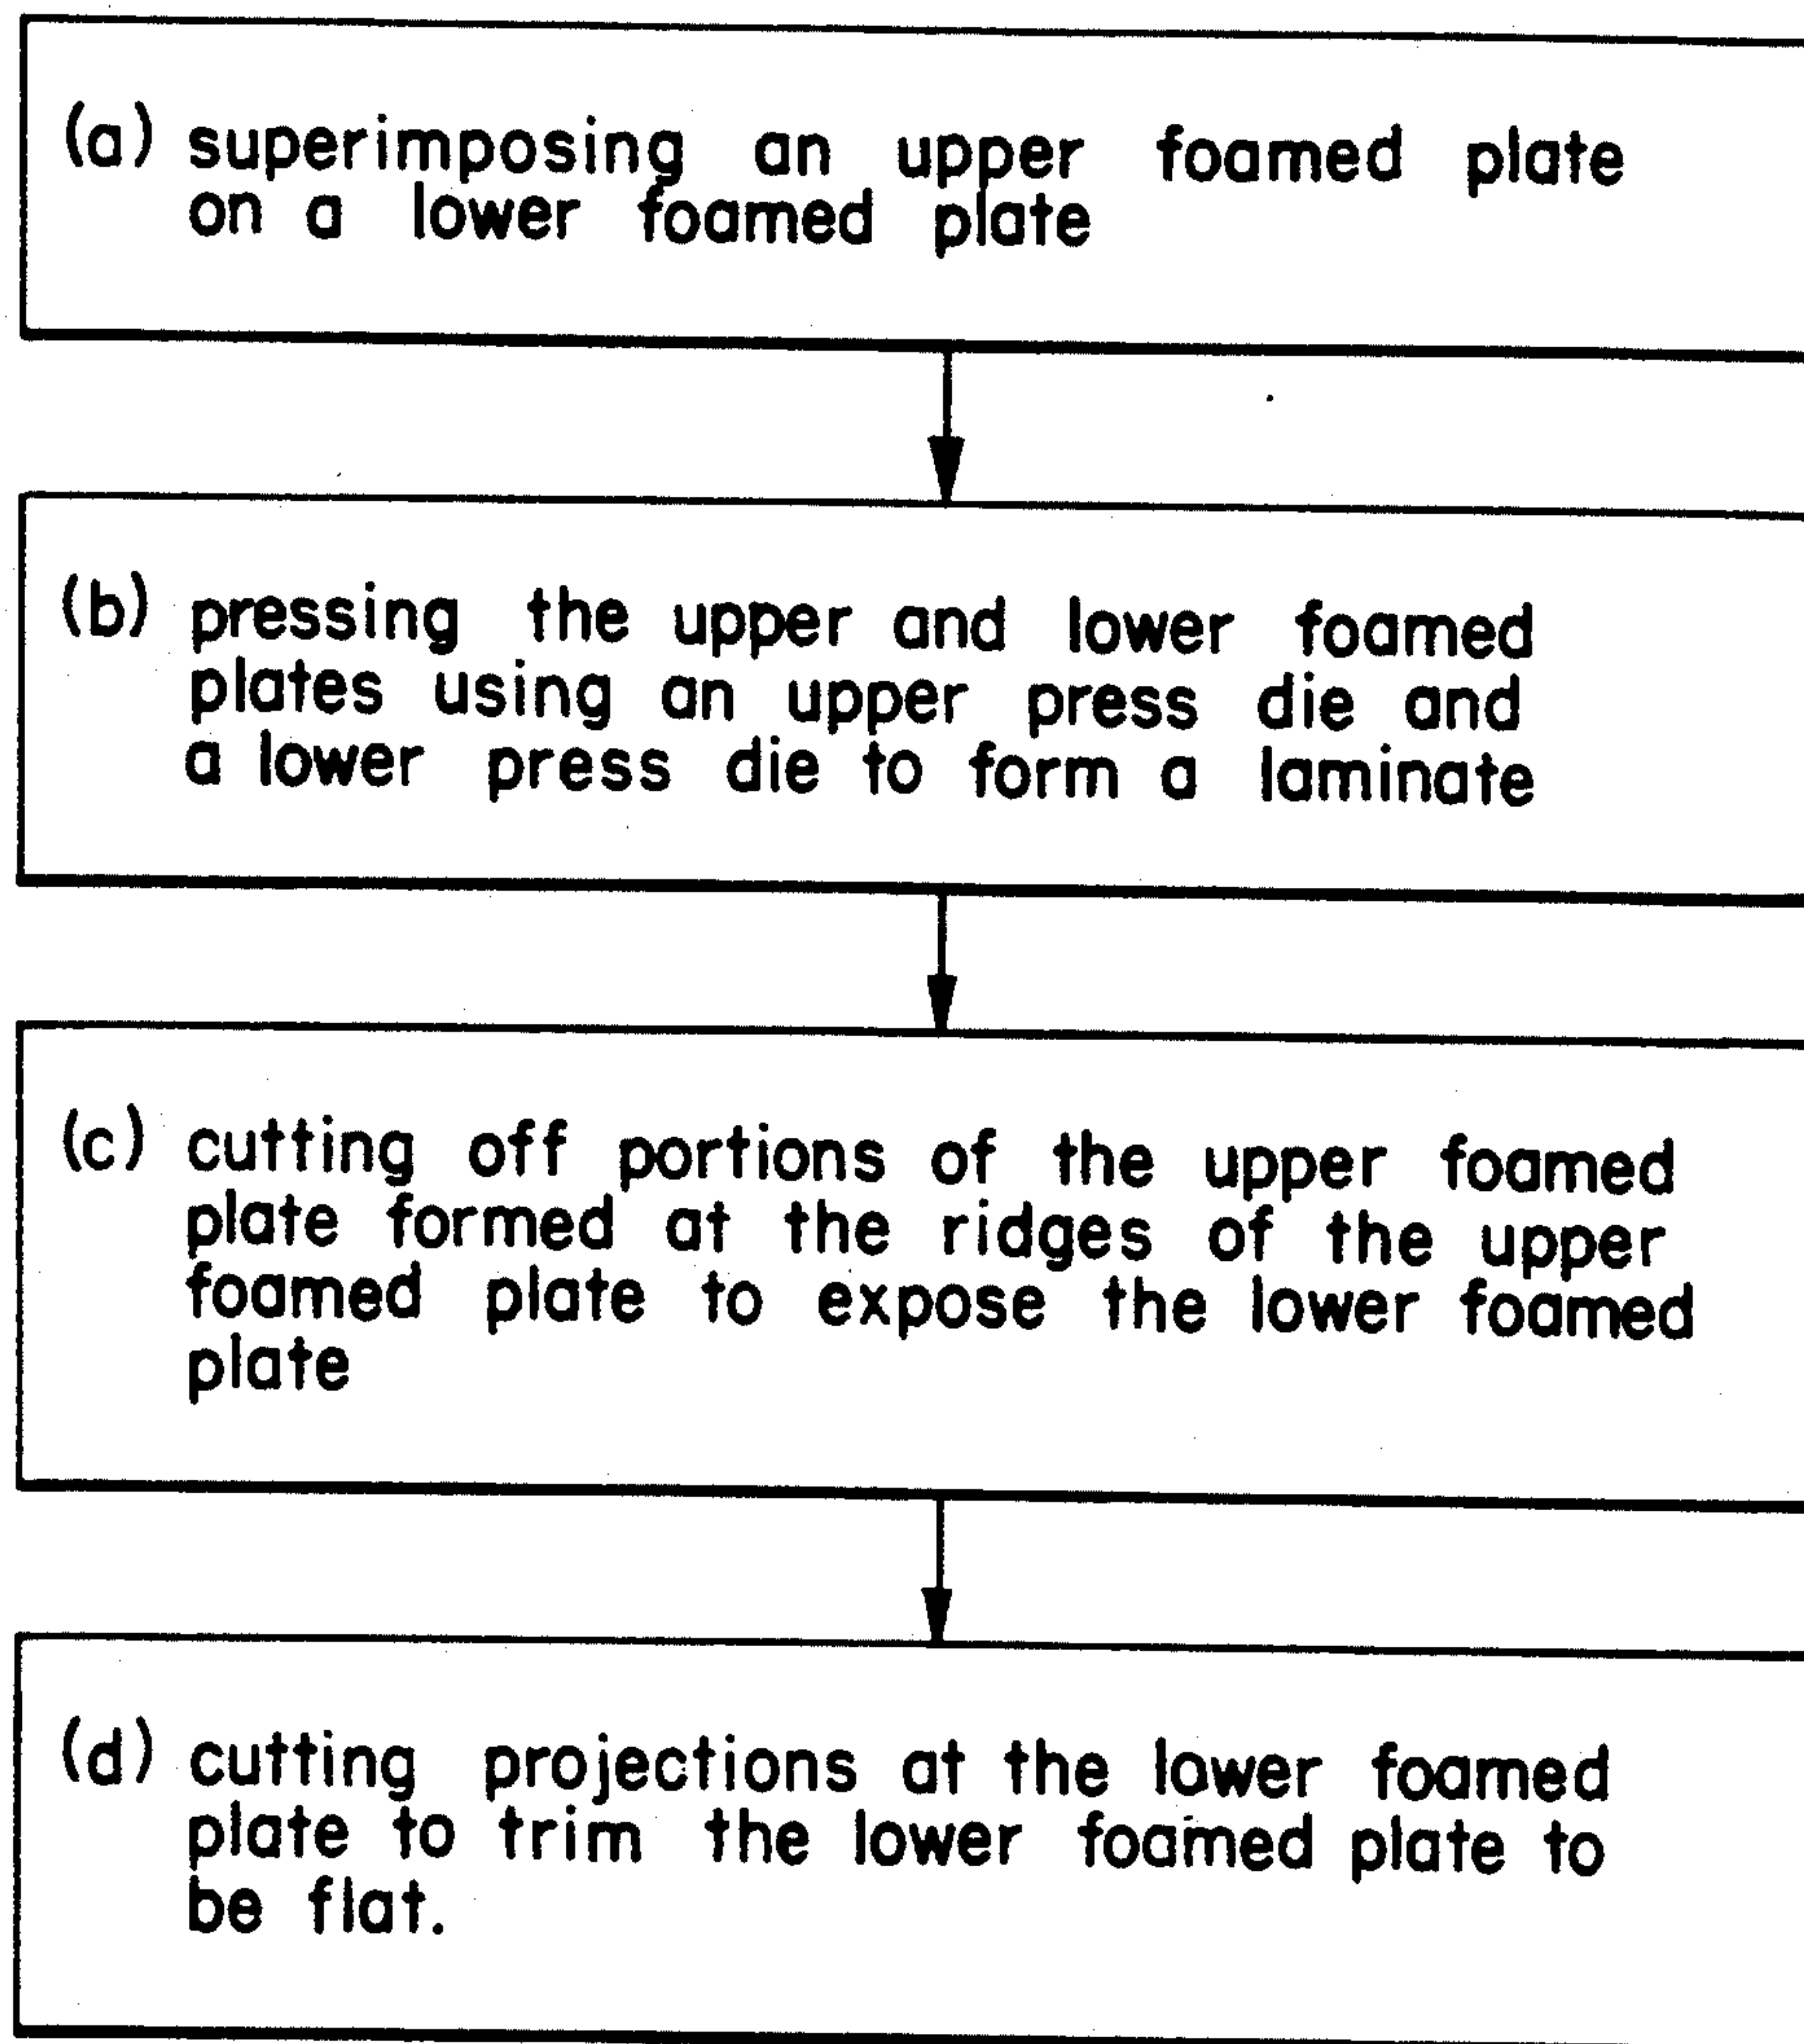 (a) superimposing an upper foamed plate
on a lower foamed plate
(b) pressing the upper and lower foamed
plates using an upper press die and
a lower press die to form a laminate
(c) cutting off portions of the upper foamed
plate formed at the ridges of the upper
foamed plate to expose the lower foamed
plate
(d) cutting projections at the lower foamed
plate to trim the lower foamed plate to
be flat.